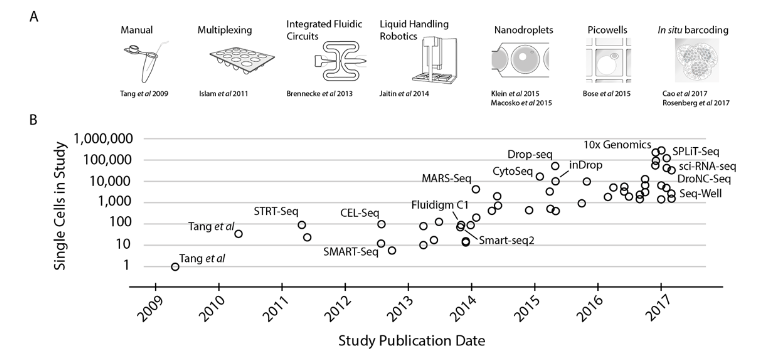 A
Manual
Multiplexing
Integrated Fluidic
Circuits
Liquid Handling
Robotics
Nanodroplets
Picowells
In situ barcoding
Tang et al 2009
Islam et al 2011
Brennecke et al 2013
Jaitin et al 2014
Klein et al 2015
Macosko et al 2015
Bose et al 2015
Cao et al 2017
Rosenberg et al 2017
B
Single Cells in Study
1,000,000
100,000
10,000
1,000
100
10
1
10x Genomics
SPLiT-Seq
Drop-seq
inDrop
sci-RNA-seq
CytoSeq
MARS-Seq
DroNC-Seq
Seq-Well
Fluidigm C1
STRT-Seq
CEL-Seq
Tang et al
Smart-seq2
SMART-Seq
Tang et al
2009
2010
2011
2012
2013
2014
2015
2016
2017
Study Publication Date